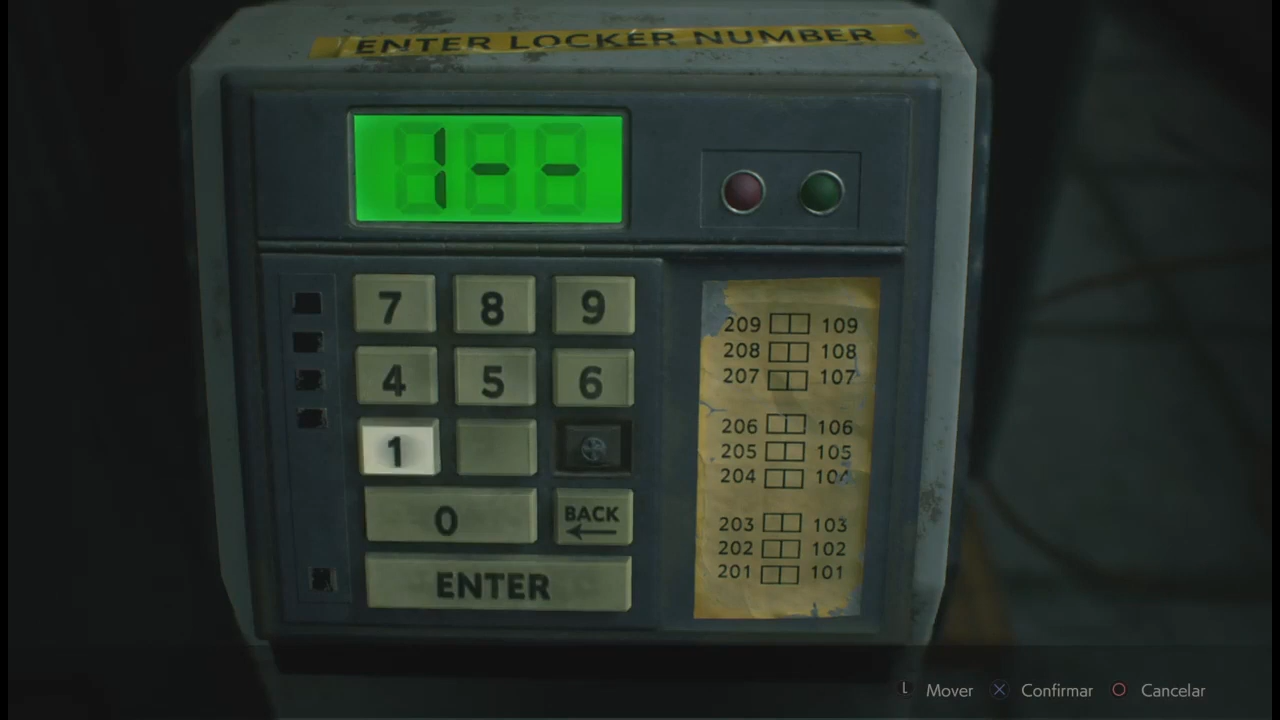 ENTER LOCKER NUMBER
1--
7 8 9
4 5 6
1
0 BACK
ENTER
209 109
208 108
207 107
206 106
205 105
204 104
203 103
202 102
201 101
L Mover X Confirmar O Cancelar